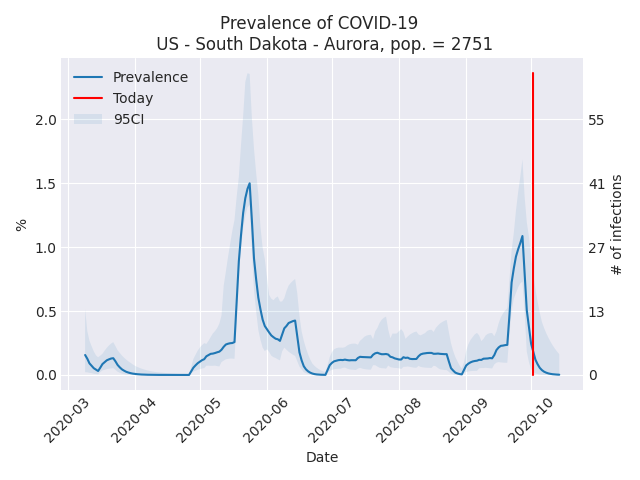 Prevalence of COVID-19
US - South Dakota - Aurora, pop. = 2751
Prevalence
Today
95CI
2.0
1.5
1.0
0.5
0.0
%
55
41
27
13
0
# of infections
2020-03
2020-04
2020-05
2020-06
2020-07
2020-08
2020-09
2020-10
Date